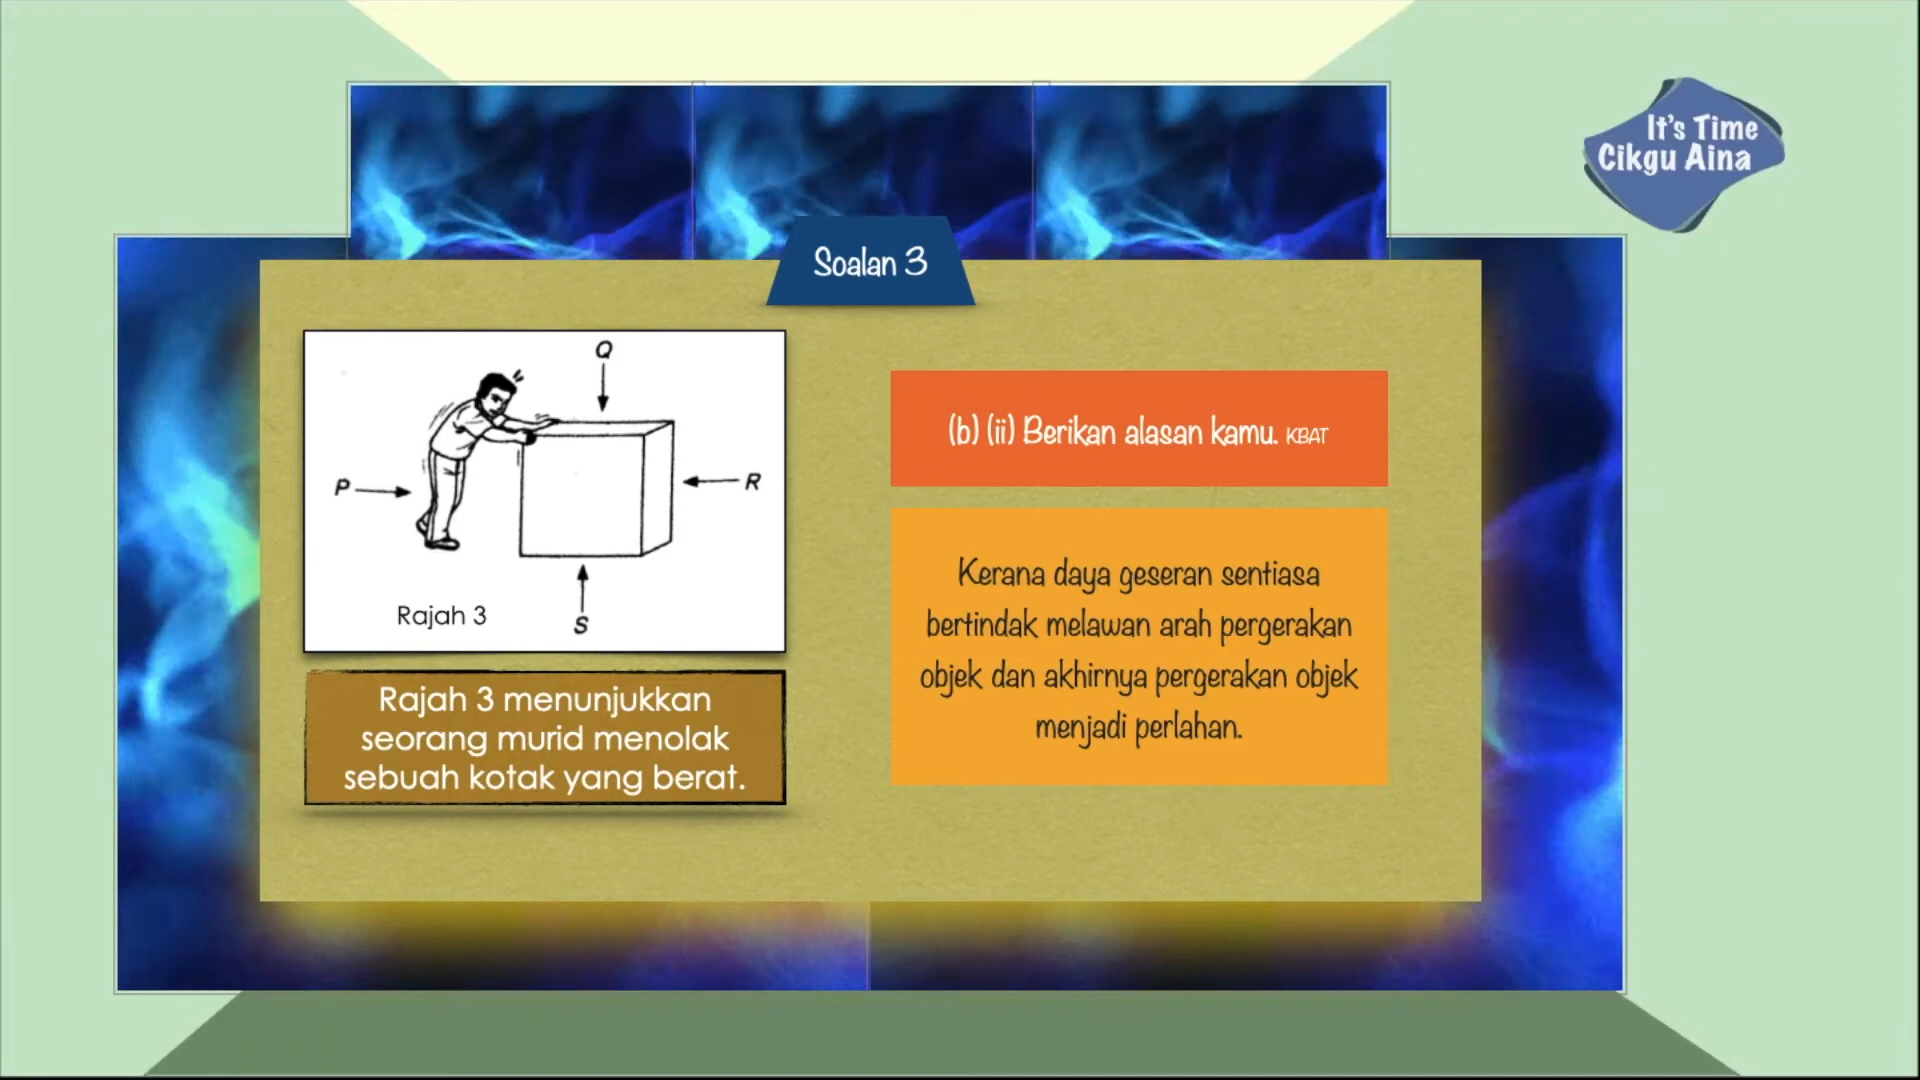 It's Time
Cikgu Aina
Soalan 3
Q
P
R
S
Rajah 3
Rajah 3 menunjukkan
seorang murid menolak
sebuah kotak yang berat.
(b) (ii) Berikan alasan kamu. KBAT
Kerana daya geseran sentiasa
bertindak melawan arah pergerakan
objek dan akhirnya pergerakan objek
menjadi perlahan.